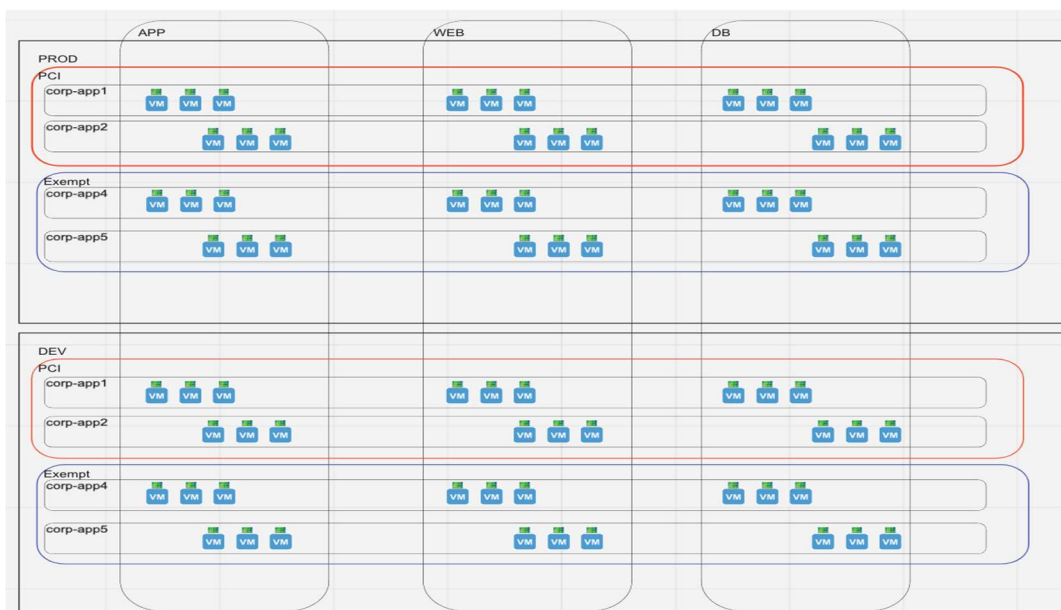 APP WEB DB
PROD
PCI
corp-app1
VM VM VM VM VM VM VM VM VM
corp-app2
VM VM VM VM VM VM VM VM VM
Exempt
corp-app4
VM VM VM VM VM VM VM VM VM
corp-app5
VM VM VM VM VM VM VM VM VM
DEV
PCI
corp-app1
VM VM VM VM VM VM VM VM VM
corp-app2
VM VM VM VM VM VM VM VM VM
Exempt
corp-app4
VM VM VM VM VM VM VM VM VM
corp-app5
VM VM VM VM VM VM VM VM VM